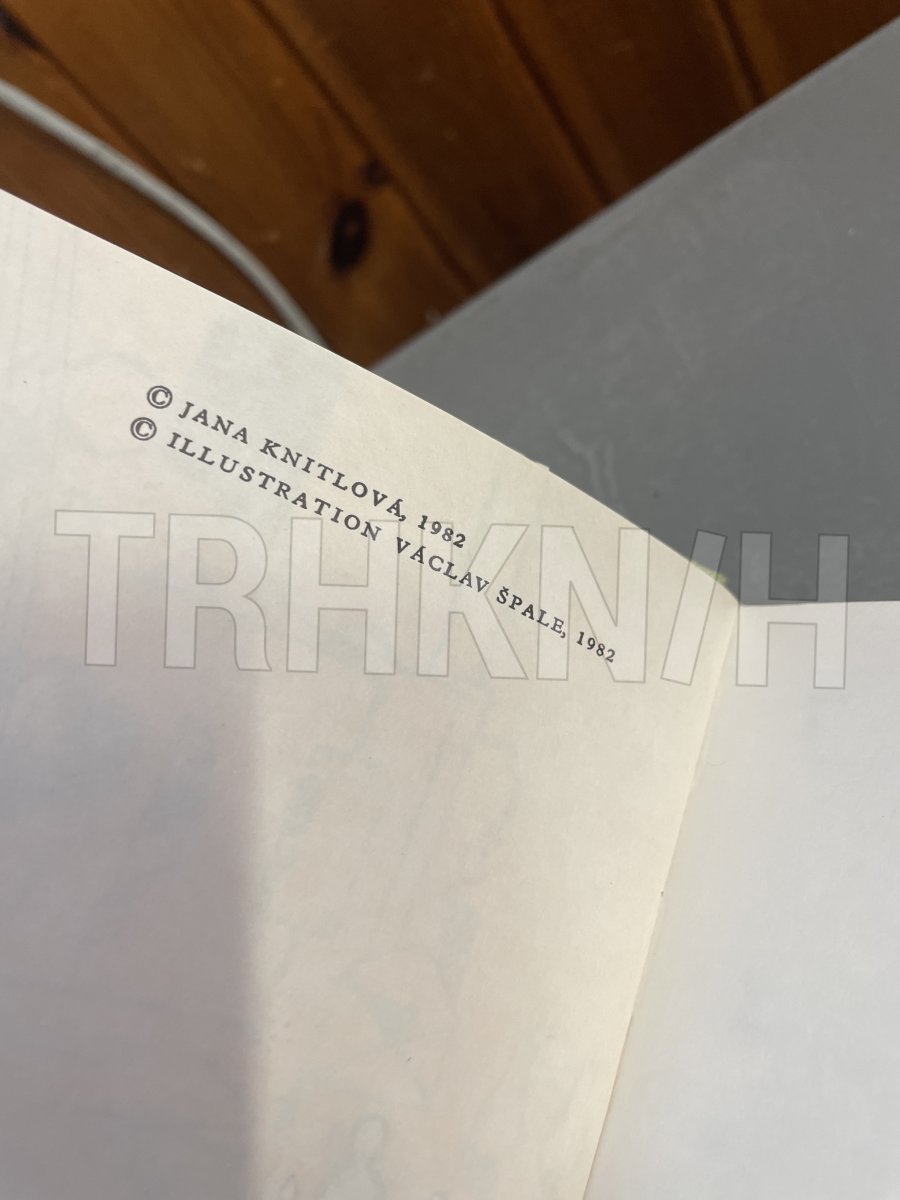 © JANA KNITLOVÁ, 1982
© ILLUSTRATION VÁCLAV ŠPALE, 1982
TRHKNIH